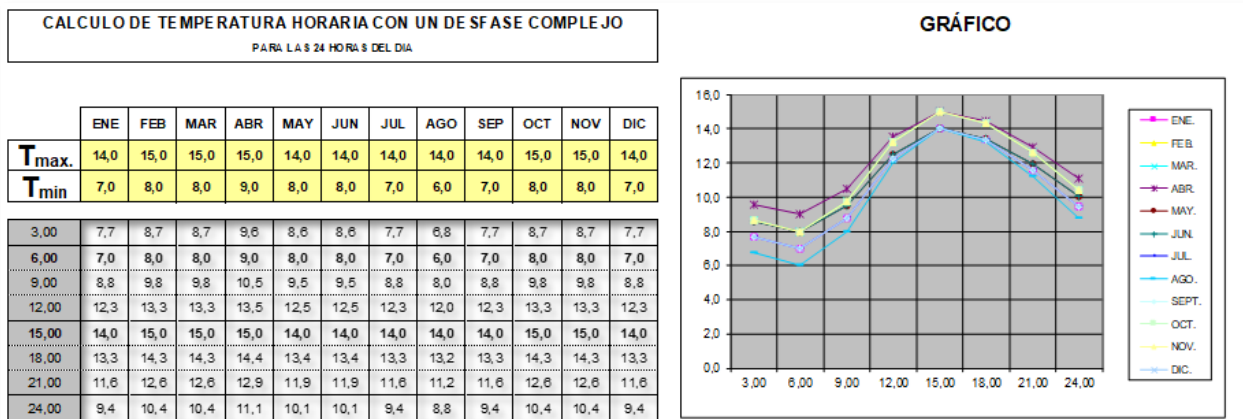 CALCULO DE TEMPERATURA HORARIA CON UN DESFASE COMPLEJO
PARA LAS 24 HORAS DEL DIA
ENE FEB MAR ABR MAY JUN JUL AGO SEP OCT NOV DIC
Tmax. 14,0 15,0 15,0 15,0 14,0 14,0 14,0 14,0 14,0 15,0 15,0 14,0
Tmin 7,0 8,0 8,0 9,0 8,0 8,0 7,0 6,0 7,0 8,0 8,0 7,0
3,00 7,7 8,7 8,7 9,6 8,6 8,6 7,7 6,8 7,7 8,7 8,7 7,7
6,00 7,0 8,0 8,0 9,0 8,0 8,0 7,0 6,0 7,0 8,0 8,0 7,0
9,00 8,8 9,8 9,8 10,5 9,5 9,5 8,8 8,0 8,8 9,8 9,8 8,8
12,00 12,3 13,3 13,3 13,5 12,5 12,5 12,3 12,0 12,3 13,3 13,3 12,3
15,00 14,0 15,0 15,0 15,0 14,0 14,0 14,0 14,0 14,0 15,0 15,0 14,0
18,00 13,3 14,3 14,3 14,4 13,4 13,4 13,3 13,2 13,3 14,3 14,3 13,3
21,00 11,6 12,6 12,6 12,9 11,9 11,9 11,6 11,2 11,6 12,6 12,6 11,6
24,00 9,4 10,4 10,4 11,1 10,1 10,1 9,4 8,8 9,4 10,4 10,4 9,4
GRÁFICO
16,0
14,0
12,0
10,0
8,0
6,0
4,0
2,0
0,0
3,00 6,00 9,00 12,00 15,00 18,00 21,00 24,00
ENE.
FEB.
MAR.
ABR.
MAY.
JUN.
JUL.
AGO.
SEPT.
OCT.
NOV.
DIC.